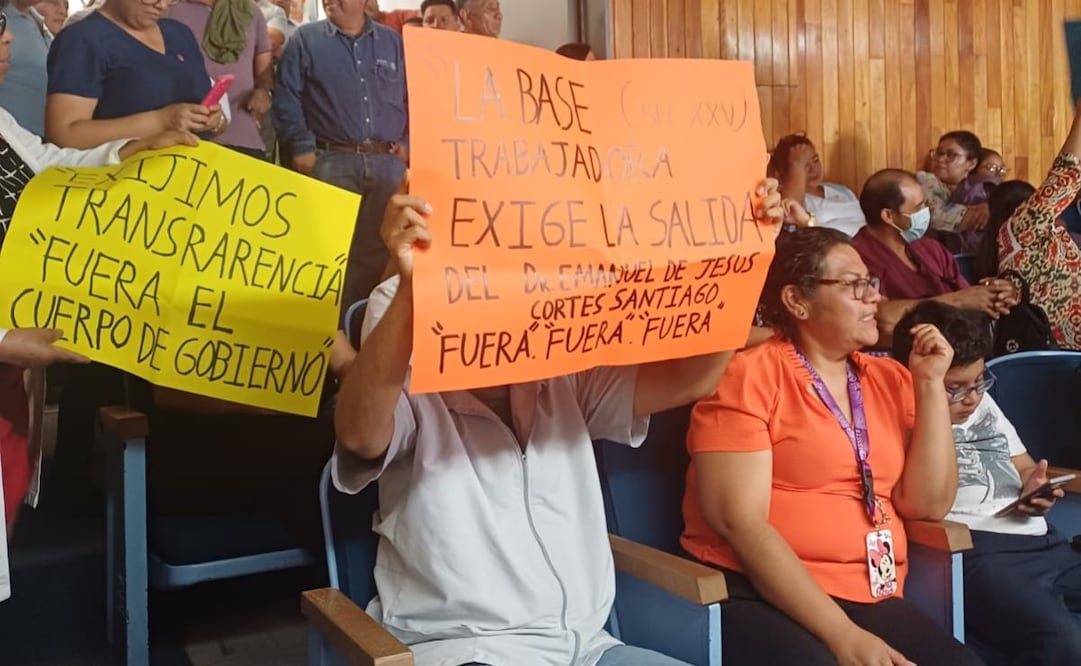 "EXIJIMOS
TRANSRARENCIA
"FUERA EL
CUERPO DE GOBIERNO"
"LA BASE (sec XXV)
TRABAJADORA
EXIGE LA SALIDA
DEL DR. EMANUEL DE JESUS
CORTES SANTIAGO
"FUERA". "FUERA" "FUERA"